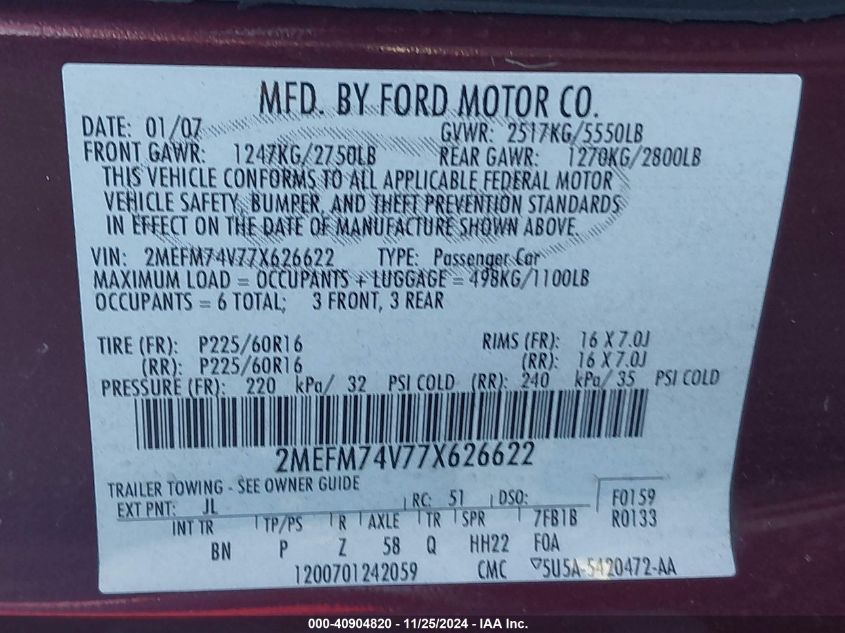 MFD. BY FORD MOTOR CO.
DATE: 01/07 GVWR: 2517KG/5550LB
FRONT GAWR: 1247KG/2750LB REAR GAWR: 1270KG/2800LB
THIS VEHICLE CONFORMS TO ALL APPLICABLE FEDERAL MOTOR
VEHICLE SAFETY, BUMPER, AND THEFT PREVENTION STANDARDS
IN EFFECT ON THE DATE OF MANUFACTURE SHOWN ABOVE.
VIN: 2MEFM74V77X626622 TYPE: Passenger Car
MAXIMUM LOAD = OCCUPANTS + LUGGAGE = 498KG/1100LB
OCCUPANTS = 6 TOTAL; 3 FRONT, 3 REAR
TIRE (FR): P225/60R16 RIMS (FR): 16 X 7.0J
(RR): P225/60R16 (RR): 16 X 7.0J
PRESSURE (FR): 220 kPa/ 32 PSI COLD (RR): 240 kPa/ 35 PSI COLD
2MEFM74V77X626622
TRAILER TOWING - SEE OWNER GUIDE
EXT PNT: JL RC: 51 DSO: F0159
INT TR TP/PS R AXLE TR SPR 7FB1B R0133
BN P Z 58 Q HH22 FOA
1200701242059 CMC 5U5A-5420472-AA
000-40904820 - 11/25/2024 - IAA Inc.